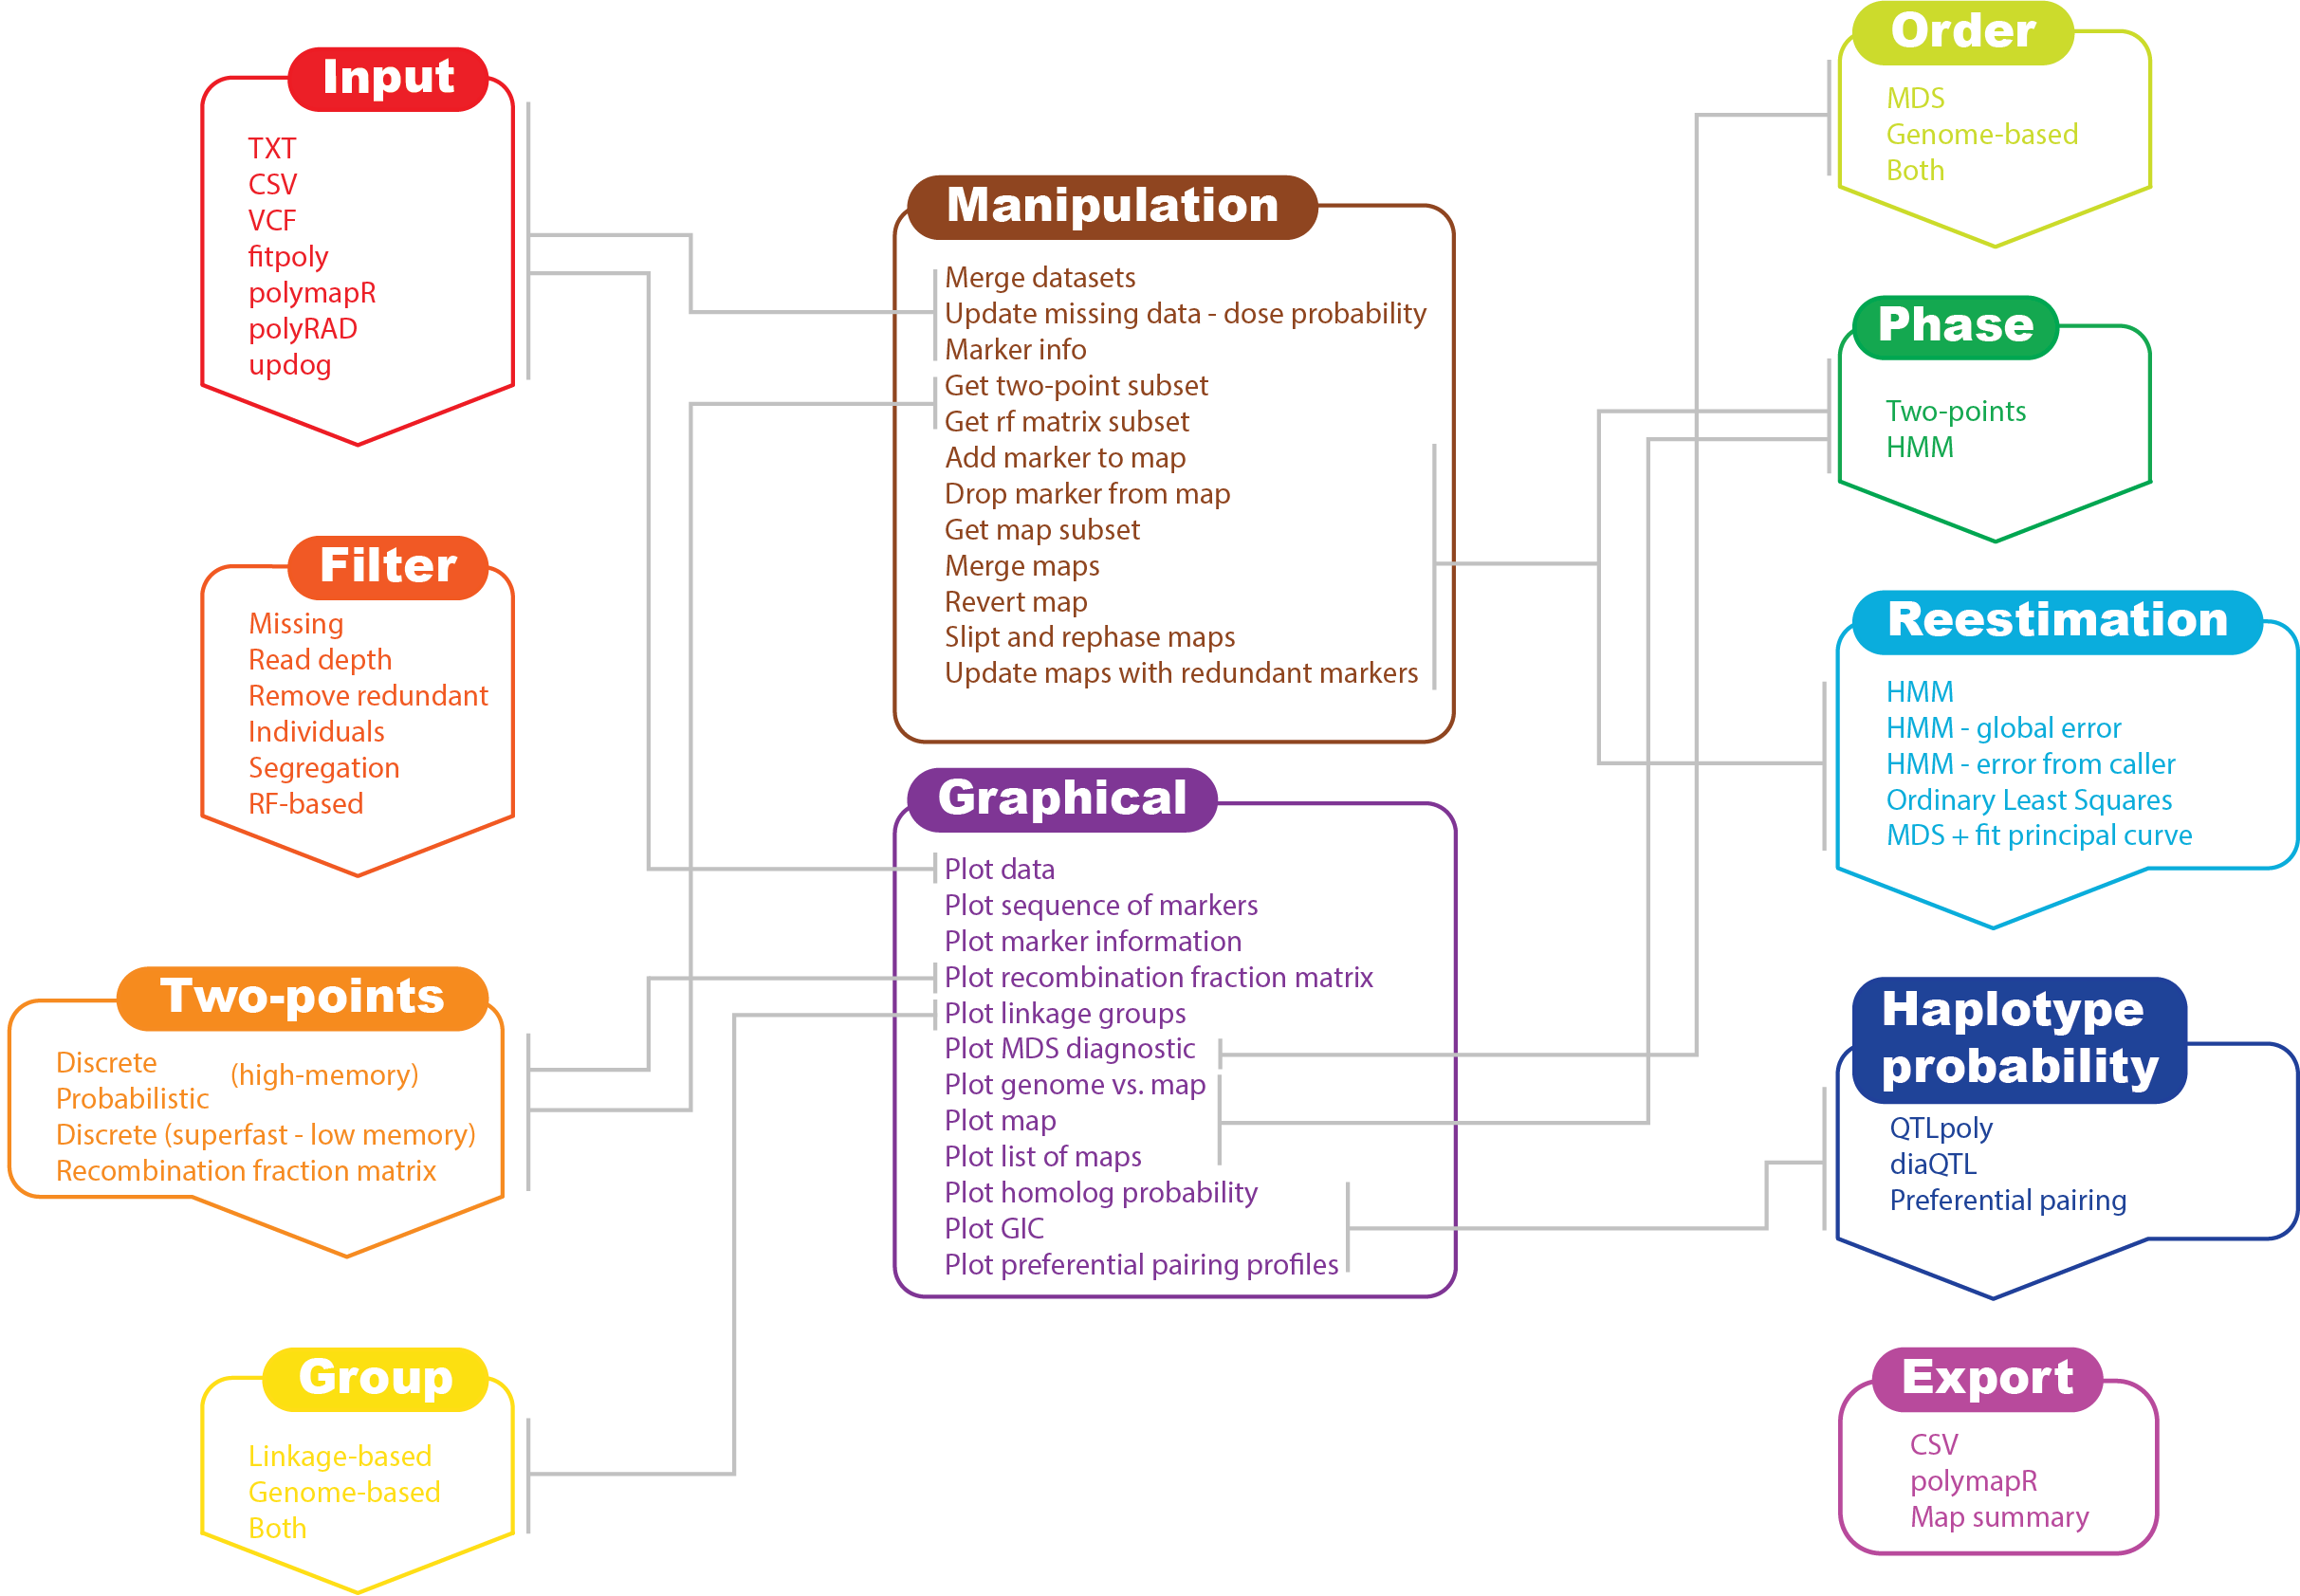 Input
TXT
CSV
VCF
fitpoly
polymapR
polyRAD
updog
Filter
Missing
Read depth
Remove redundant
Individuals
Segregation
RF-based
Two-points
Discrete
(high-memory)
Probabilistic
Discrete (superfast - low memory)
Recombination fraction matrix
Group
Linkage-based
Genome-based
Both
Manipulation
Merge datasets
Update missing data - dose probability
Marker info
Get two-point subset
Get rf matrix subset
Add marker to map
Drop marker from map
Get map subset
Merge maps
Revert map
Slipt and rephase maps
Update maps with redundant markers
Graphical
Plot data
Plot sequence of markers
Plot marker information
Plot recombination fraction matrix
Plot linkage groups
Plot MDS diagnostic
Plot genome vs. map
Plot map
Plot list of maps
Plot homolog probability
Plot GIC
Plot preferential pairing profiles
Order
MDS
Genome-based
Both
Phase
Two-points
HMM
Reestimation
HMM
HMM - global error
HMM - error from caller
Ordinary Least Squares
MDS + fit principal curve
Haplotype
probability
QTLpoly
diaQTL
Preferential pairing
Export
CSV
polymapR
Map summary